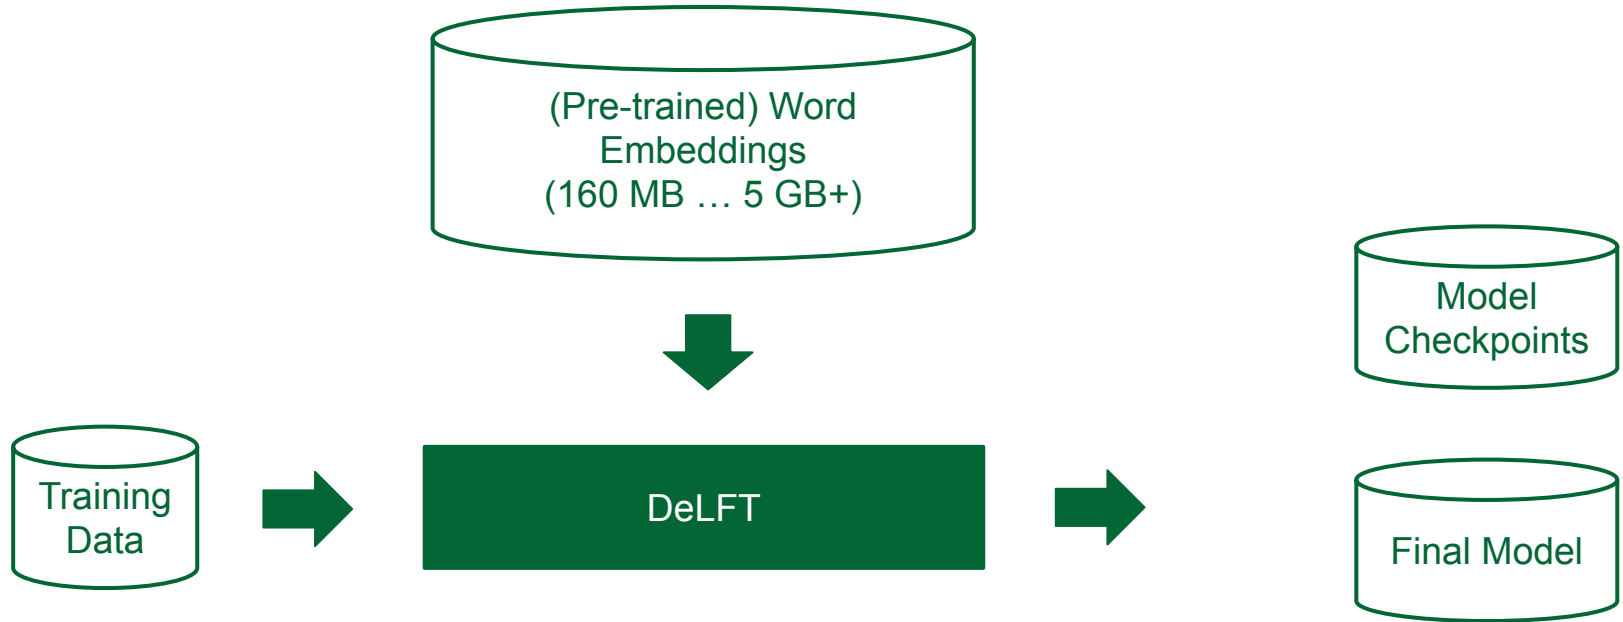 (Pre-trained) Word
Embeddings
(160 MB … 5 GB+)
Model
Checkpoints
Training
Data
DeLFT
Final Model